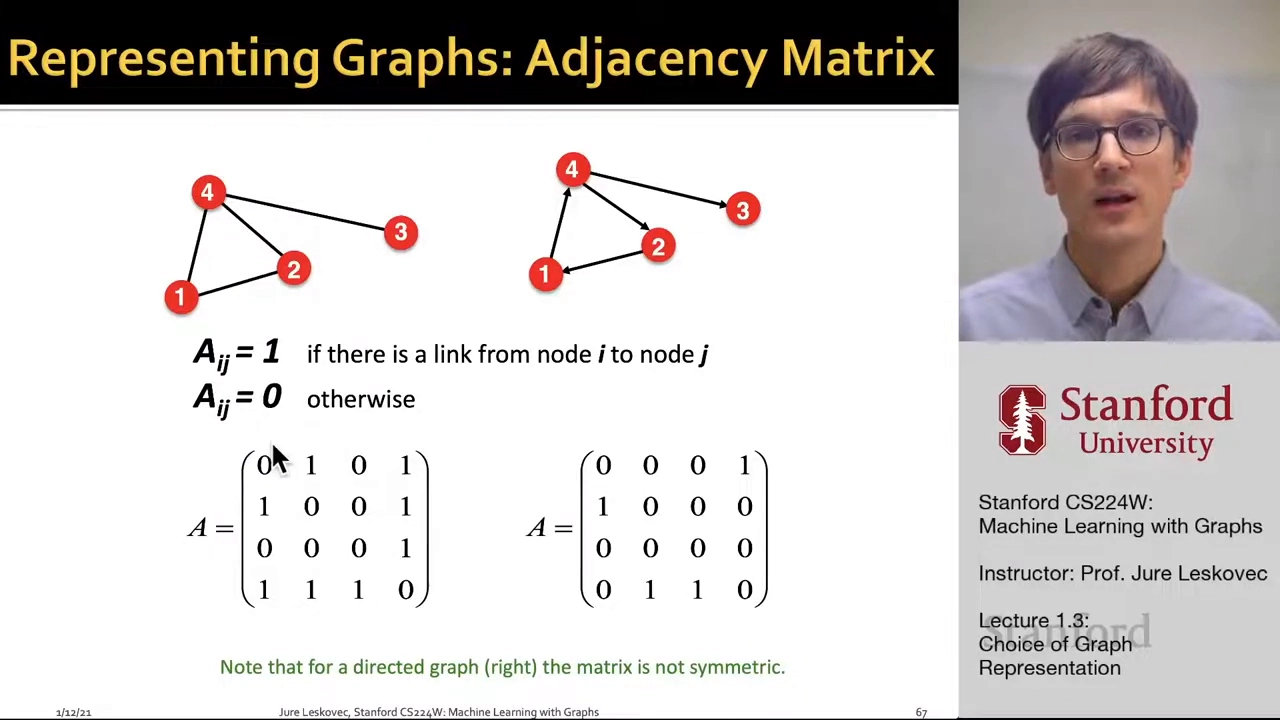 Representing Graphs: Adjacency Matrix
4
3
2
1
4
3
2
1
Aij = 1 if there is a link from node i to node j
Aij = 0 otherwise
A = ( 0 1 0 1
1 0 0 1
0 0 0 1
1 1 1 0 )
A = ( 0 0 0 1
1 0 0 0
0 0 0 0
0 1 1 0 )
Note that for a directed graph (right) the matrix is not symmetric.
1/12/21
Jure Leskovec, Stanford CS224W: Machine Learning with Graphs
67
S
Stanford
University
Stanford CS224W:
Machine Learning with Graphs
Instructor: Prof. Jure Leskovec
Lecture 1.3:
Stanford
Choice of Graph
Representation